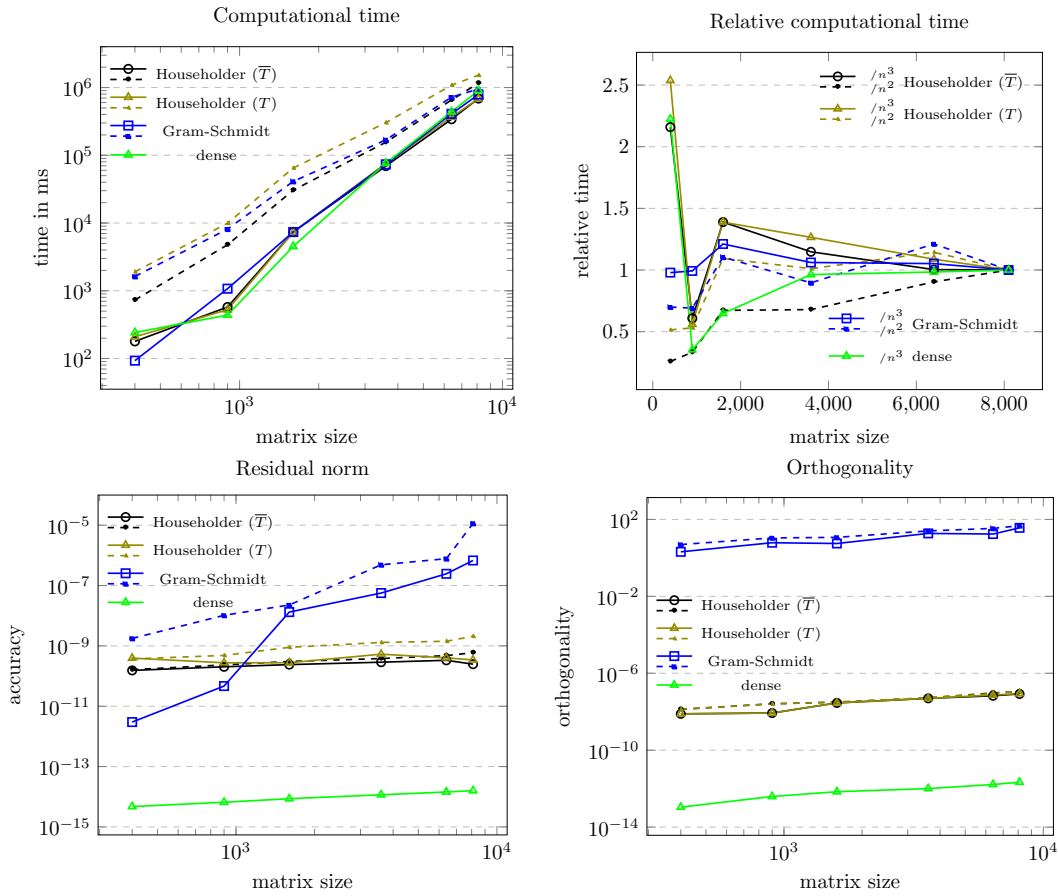 Computational time
10^6
10^5
10^4
10^3
10^2
time in ms
Householder (T̅)
Householder (T)
Gram-Schmidt
dense
10^3
10^4
matrix size
Relative computational time
2.5
2
1.5
1
0.5
relative time
/n^3
/n^2 Householder (T̅)
/n^3
/n^2 Householder (T)
/n^3
/n^2 Gram-Schmidt
/n^3 dense
0
2,000
4,000
6,000
8,000
matrix size
Residual norm
10^−5
10^−7
10^−9
10^−11
10^−13
10^−15
accuracy
Householder (T̅)
Householder (T)
Gram-Schmidt
dense
10^3
10^4
matrix size
Orthogonality
10^2
10^−2
10^−6
10^−10
10^−14
orthogonality
Householder (T̅)
Householder (T)
Gram-Schmidt
dense
10^3
10^4
matrix size